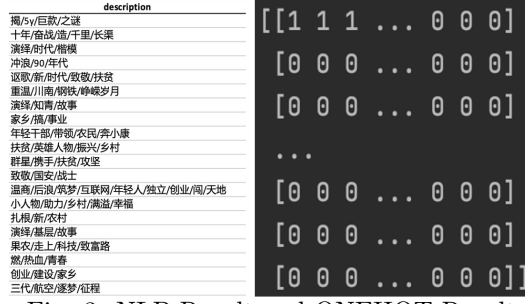 description
揭/5y/巨款/之谜
十年/奋战/造/千里/长渠
演绎/时代/楷模
冲浪/90/年代
讴歌/新/时代/致敬/扶贫
重温/川南/钢铁/峥嵘岁月
演绎/知青/故事
家乡/搞/事业
年轻干部/带领/农民/奔小康
扶贫/英雄人物/振兴/乡村
群星/携手/扶贫/攻坚
致敬/国安/战士
温商/后浪/筑梦/互联网/年轻人/独立/创业/闯/天地
小人物/助力/乡村/满溢/幸福
扎根/新/农村
演绎/基层/故事
果农/走上/科技/致富路
燃/热血/青春
创业/建设/家乡
三代/航空/逐梦/征程
[[1 1 1 ... 0 0 0]
[0 0 0 ... 0 0 0]
[0 0 0 ... 0 0 0]
...
[0 0 0 ... 0 0 0]
[0 0 0 ... 0 0 0]
[0 0 0 ... 0 0 0]]